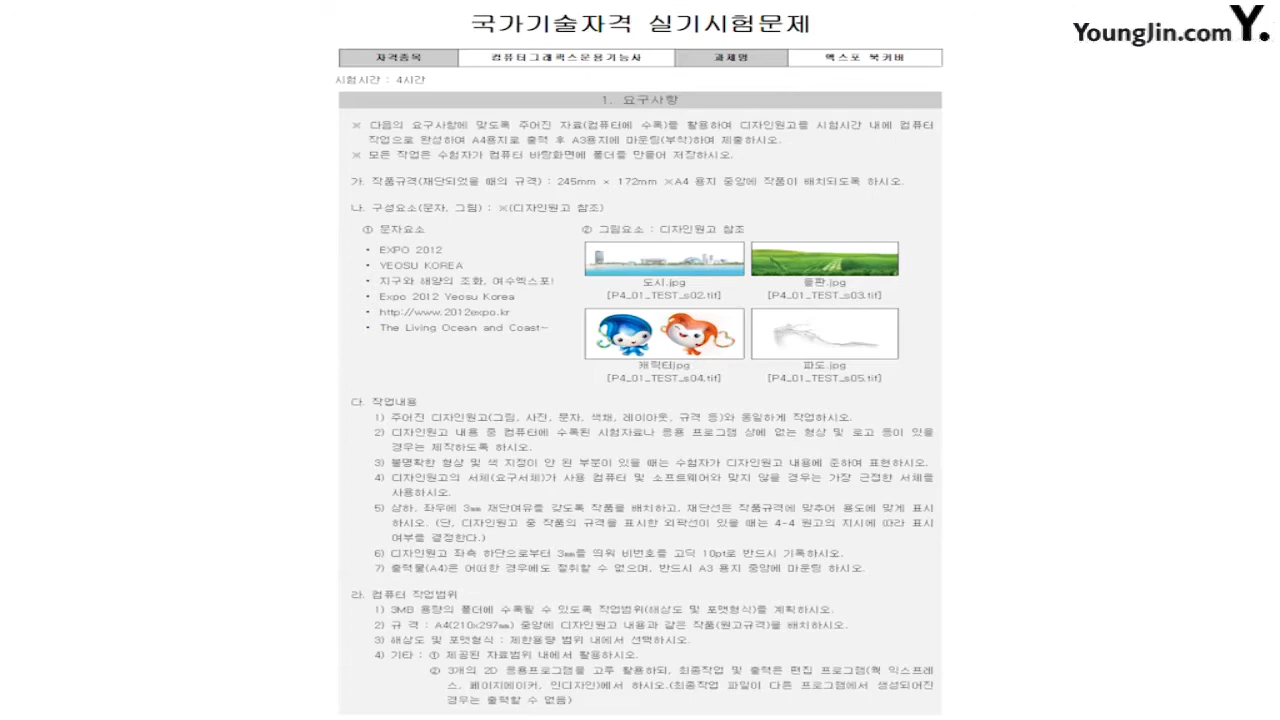 국가기술자격 실기시험문제
YoungJin.com Y.
자격종목 컴퓨터그래픽스운용기능사 과제명 엑스포 북커버
시험시간 : 4시간
1. 요구사항
※ 다음의 요구사항에 맞도록 주어진 자료(컴퓨터에 수록)를 활용하여 디자인원고를 시험시간 내에 컴퓨터
작업으로 완성하여 A4용지로 출력 후 A3용지에 마운팅(부착)하여 제출하시오.
※ 모든 작업은 수험자가 컴퓨터 바탕화면에 폴더를 만들어 저장하시오.
가. 작품규격(재단되었을 때의 규격) : 245mm × 172mm ※A4 용지 중앙에 작품이 배치되도록 하시오.
나. 구성요소(문자, 그림) : ※(디자인원고 참조)
① 문자요소
• EXPO 2012
• YEOSU KOREA
• 지구와 해양의 조화, 여수엑스포!
• Expo 2012 Yeosu Korea
• http://www.2012expo.kr
• The Living Ocean and Coast~
② 그림요소 : 디자인원고 참조
도시.jpg
[P4_01_TEST_s02.tif]
들판.jpg
[P4_01_TEST_s03.tif]
캐릭터jpg
[P4_01_TEST_s04.tif]
파도.jpg
[P4_01_TEST_s05.tif]
다. 작업내용
1) 주어진 디자인원고(그림, 사진, 문자, 색채, 레이아웃, 규격 등)와 동일하게 작업하시오.
2) 디자인원고 내용 중 컴퓨터에 수록된 시험자료나 응용 프로그램 상에 없는 형상 및 로고 등이 있을
경우는 제작하도록 하시오.
3) 불명확한 형상 및 색 지정이 안 된 부분이 있을 때는 수험자가 디자인원고 내용에 준하여 표현하시오.
4) 디자인원고의 서체(요구서체)가 사용 컴퓨터 및 소프트웨어와 맞지 않을 경우는 가장 근접한 서체를
사용하시오.
5) 상하, 좌우에 3㎜ 재단여유를 갖도록 작품을 배치하고, 재단선은 작품규격에 맞추어 용도에 맞게 표시
하시오. (단, 디자인원고 중 작품의 규격을 표시한 외곽선이 있을 때는 4-4 원고의 지시에 따라 표시
여부를 결정한다.)
6) 디자인원고 좌측 하단으로부터 3㎜를 띄워 비번호를 고딕 10pt로 반드시 기록하시오.
7) 출력물(A4)은 어떠한 경우에도 절취할 수 없으며, 반드시 A3 용지 중앙에 마운팅 하시오.
라. 컴퓨터 작업범위
1) 3MB 용량의 폴더에 수록될 수 있도록 작업범위(해상도 및 포맷형식)를 계획하시오.
2) 규 격 : A4(210x297㎜) 중앙에 디자인원고 내용과 같은 작품(원고규격)을 배치하시오.
3) 해상도 및 포맷형식 : 제한용량 범위 내에서 선택하시오.
4) 기타 : ① 제공된 자료범위 내에서 활용하시오.
② 3개의 2D 응용프로그램을 고루 활용하되, 최종작업 및 출력은 편집 프로그램(쿽 익스프레
스, 페이지메이커, 인디자인)에서 하시오.(최종작업 파일이 다른 프로그램에서 생성되어진
경우는 출력할 수 없음)